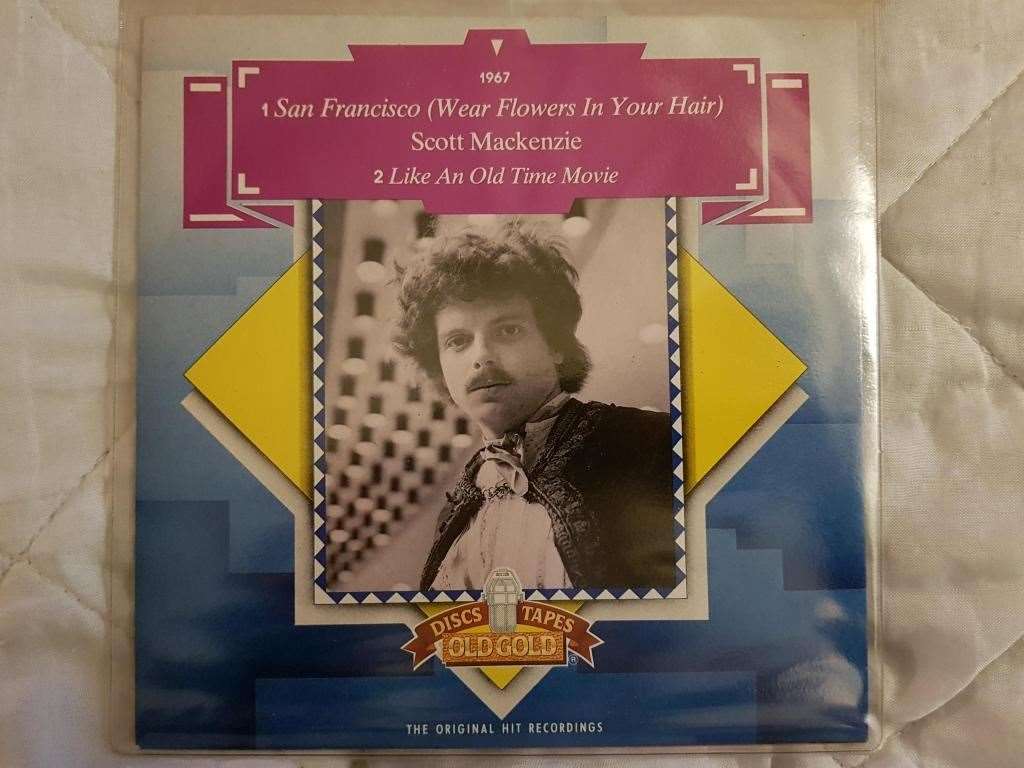 1967
1 San Francisco (Wear Flowers In Your Hair)
Scott Mackenzie
2 Like An Old Time Movie
DISCS TAPES
OLD GOLD ®
THE ORIGINAL HIT RECORDINGS